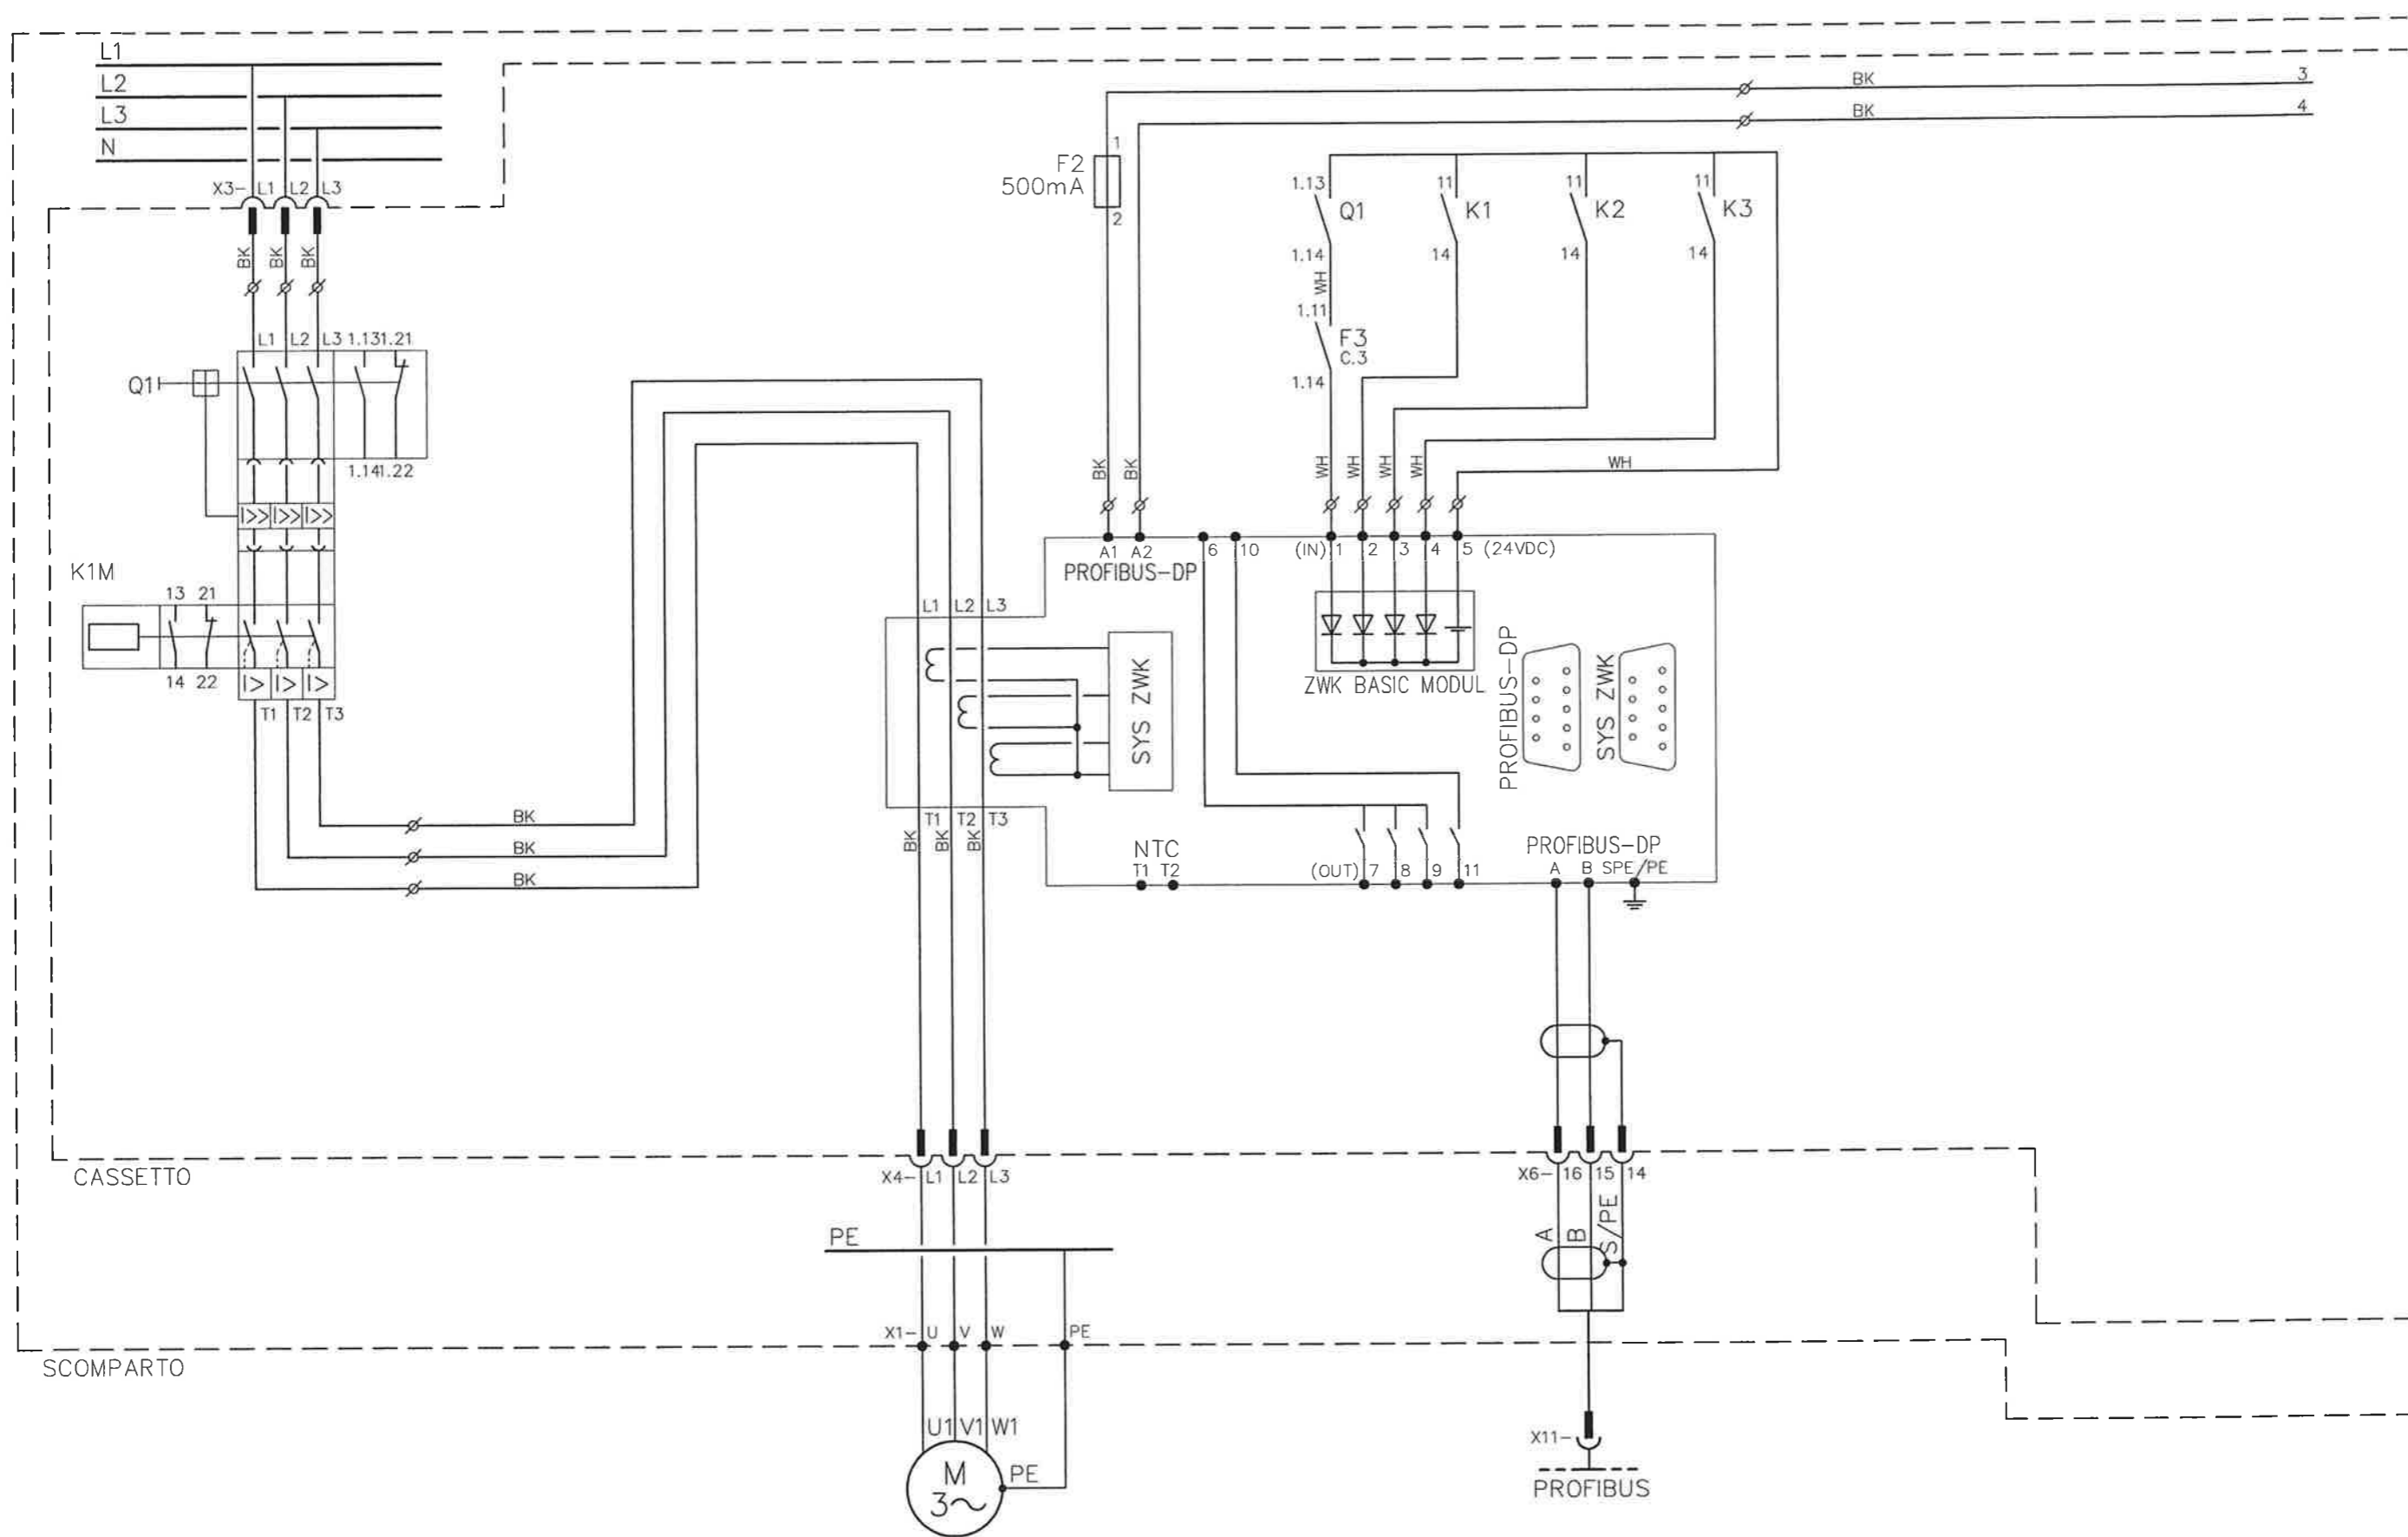 L1
L2
L3
N
X3- L1 L2 L3
BK BK BK
L1 L2 L3 1.13 1.21
Q1
1.14 1.22
I>> I>> I>>
K1M
13 21
14 22
I> I> I>
T1 T2 T3
BK
BK
BK
BK 3
BK 4
F2
500mA
1
2
BK BK
1.13
Q1
1.14
WH
1.11
F3
C.3
1.14
11
K1
14
11
K2
14
11
K3
14
WH WH WH WH WH
A1 A2 6 10 (IN) 1 2 3 4 5 (24VDC)
PROFIBUS-DP
L1 L2 L3
SYS ZWK
ZWK BASIC MODUL
PROFIBUS-DP
SYS ZWK
T1 T2 T3
BK BK BK
NTC
T1 T2
(OUT) 7 8 9 11
PROFIBUS-DP
A B SPE/PE
CASSETTO
X4- L1 L2 L3
X6- 16 15 14
A B S/PE
PE
X1- U V W PE
SCOMPARTO
U1 V1 W1
M
3~
PE
X11-
PROFIBUS